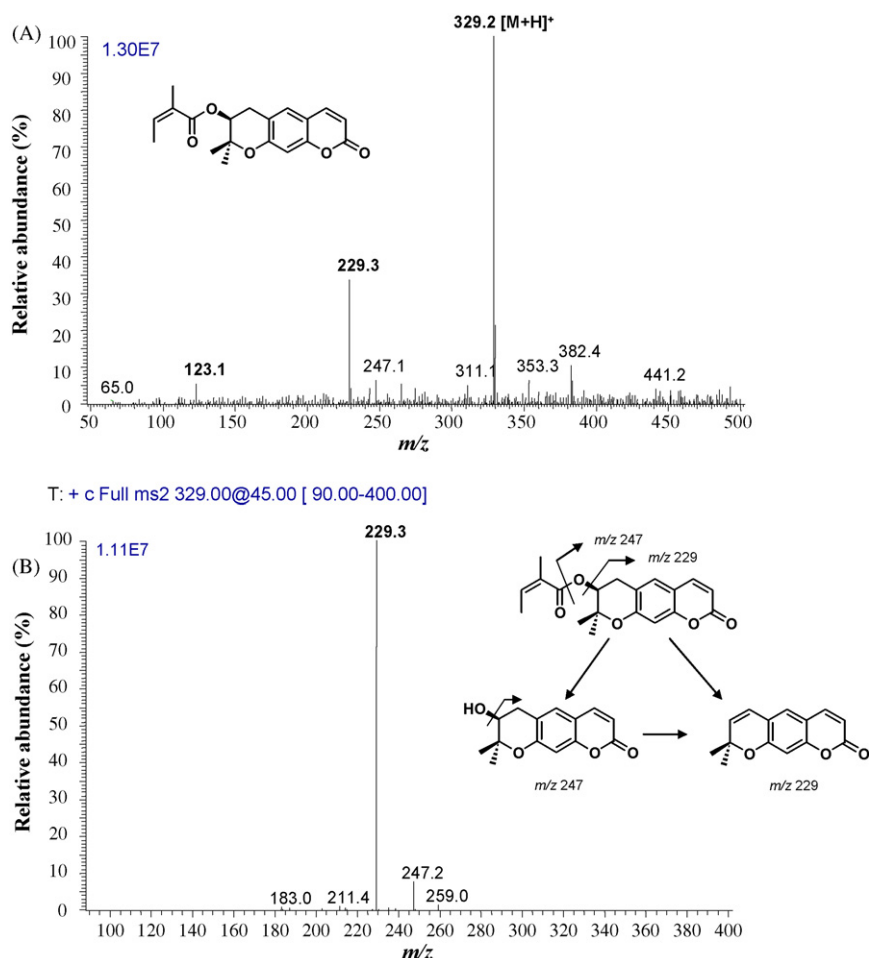 (A)
329.2 [M+H]+
1.30E7
100
90
80
70
60
50
40
30
20
10
0
Relative abundance (%)
O
O
O
O
O
229.3
123.1
65.0
247.1
311.1
353.3
382.4
441.2
50
100
150
200
250
300
350
400
450
500
m/z
T: + c Full ms2 329.00@45.00 [ 90.00-400.00]
(B)
229.3
1.11E7
100
90
80
70
60
50
40
30
20
10
0
Relative abundance (%)
m/z 247
m/z 229
O
O
O
O
O
HO
O
O
O
m/z 247
O
O
O
m/z 229
183.0
211.4
247.2
259.0
100
120
140
160
180
200
220
240
260
280
300
320
340
360
380
400
m/z